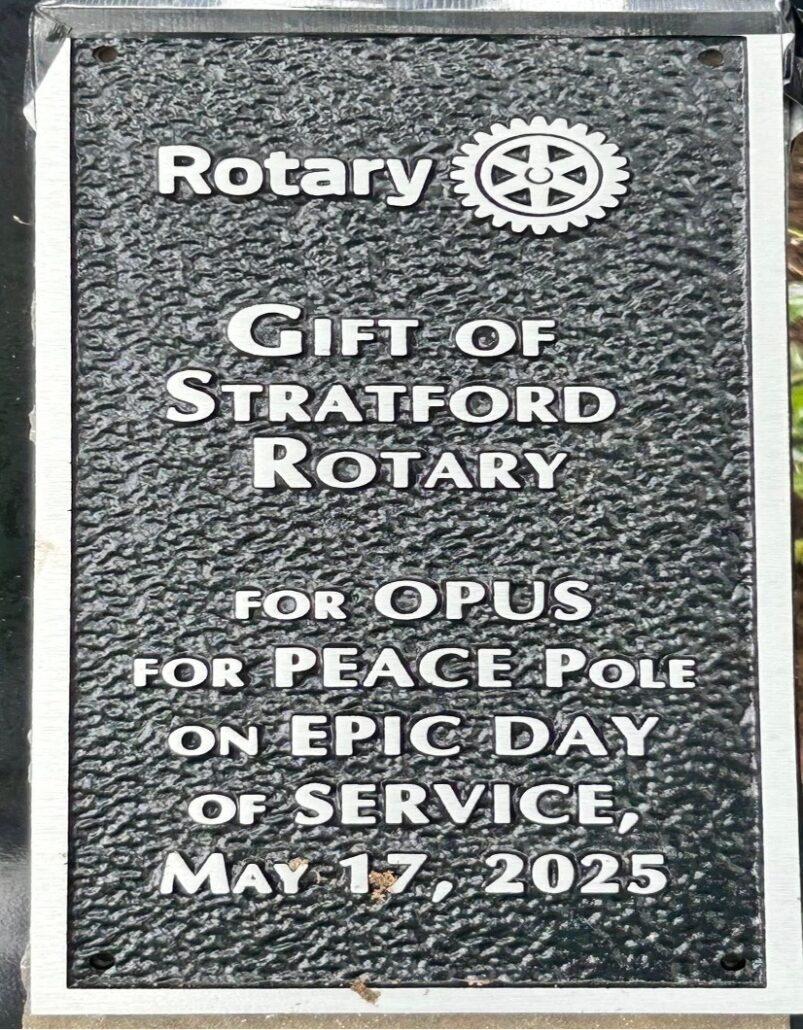 Rotary
GIFT OF
STRATFORD
ROTARY
FOR OPUS
FOR PEACE POLE
ON EPIC DAY
OF SERVICE,
MAY 17, 2025